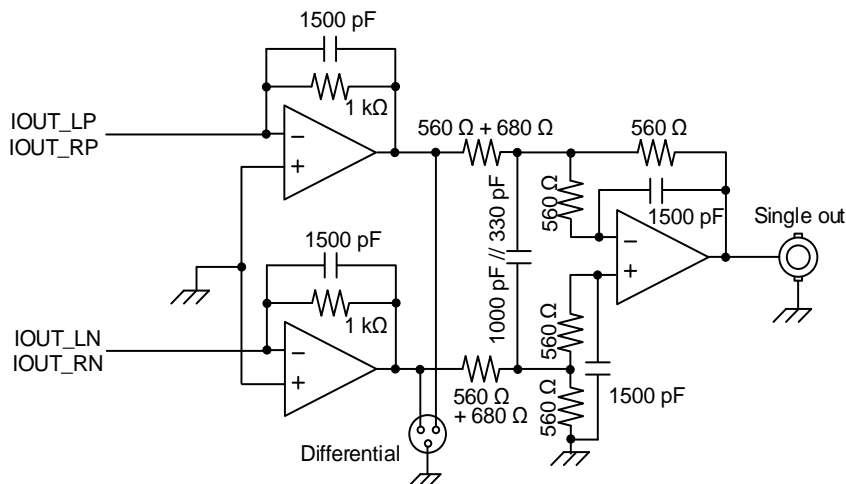 1500 pF
1 kΩ
IOUT_LP
IOUT_RP
560 Ω + 680 Ω
560 Ω
560 Ω
1500 pF
Single out
1000 pF // 330 pF
1500 pF
1 kΩ
IOUT_LN
IOUT_RN
560 Ω
560 Ω
+ 680 Ω
560 Ω
1500 pF
Differential